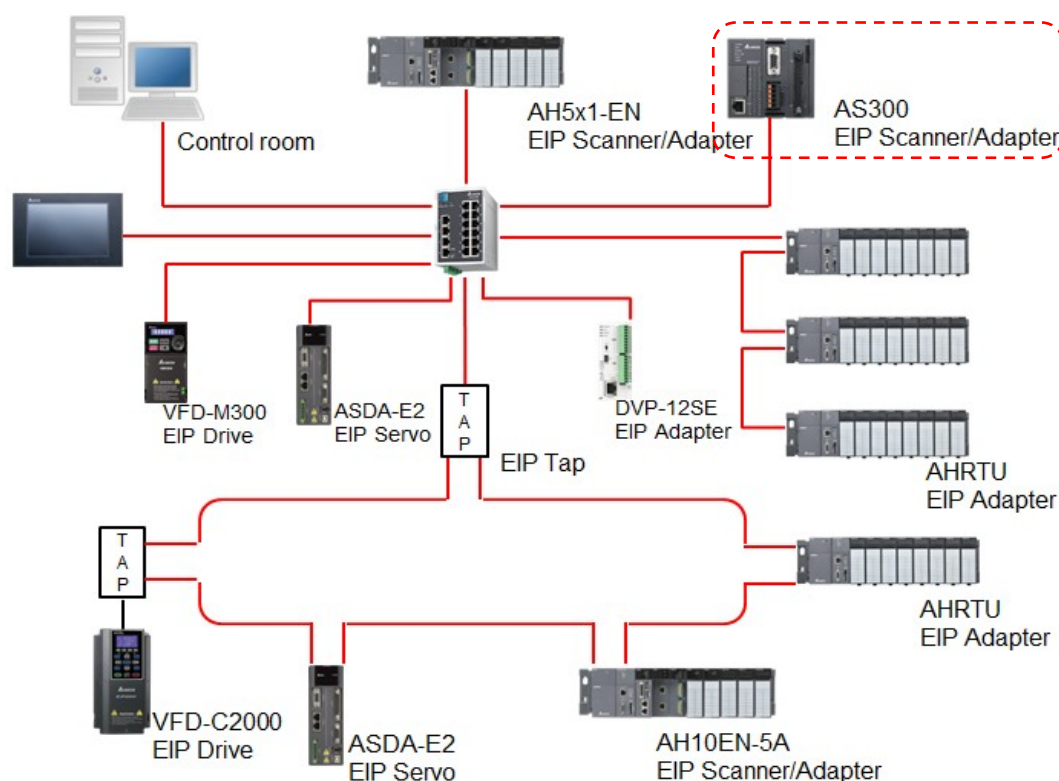 Control room
AH5x1-EN
EIP Scanner/Adapter
AS300
EIP Scanner/Adapter
VFD-M300
EIP Drive
ASDA-E2
EIP Servo
T
A
P
EIP Tap
DVP-12SE
EIP Adapter
AHRTU
EIP Adapter
T
A
P
AHRTU
EIP Adapter
VFD-C2000
EIP Drive
ASDA-E2
EIP Servo
AH10EN-5A
EIP Scanner/Adapter